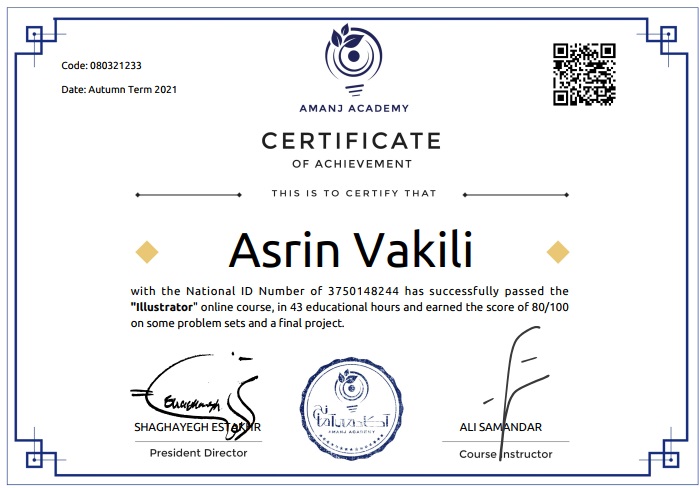 Code: 080321233
Date: Autumn Term 2021
AMANJ ACADEMY
CERTIFICATE
OF ACHIEVEMENT
THIS IS TO CERTIFY THAT
Asrin Vakili
with the National ID Number of 3750148244 has successfully passed the
"Illustrator" online course, in 43 educational hours and earned the score of 80/100
on some problem sets and a final project.
SHAGHAYEGH ESTAKHR
President Director
آکادمی آمانج
AMANJ ACADEMY
ALI SAMANDAR
Course Instructor